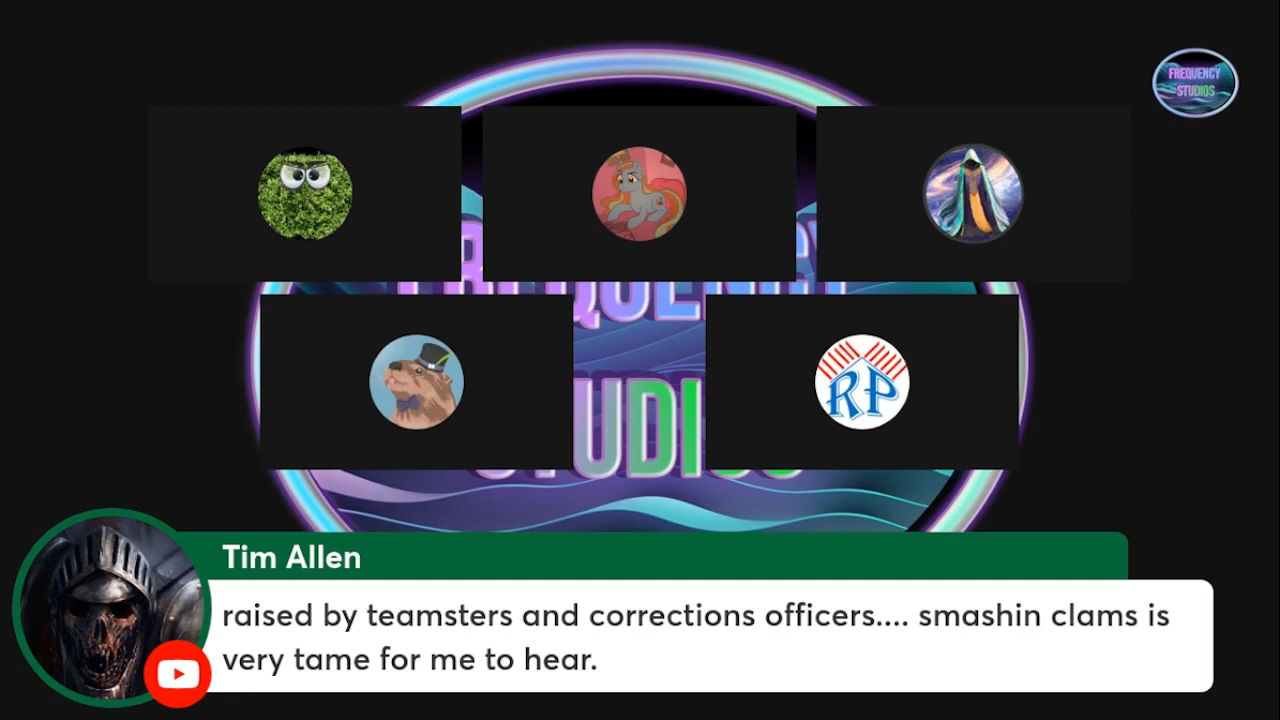 FREQUENCY
STUDIOS
RP
Tim Allen
raised by teamsters and corrections officers.... smashin clams is
very tame for me to hear.